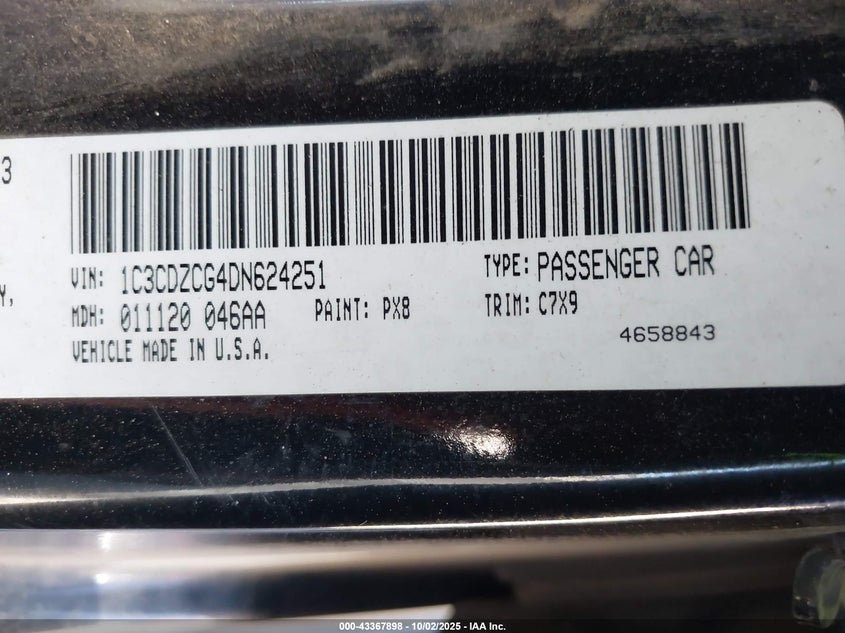 3
Y,
VIN: 1C3CDZCG4DN624251
TYPE: PASSENGER CAR
MDH: 011120 046AA
PAINT: PX8
TRIM: C7X9
VEHICLE MADE IN U.S.A.
4658843
000-43367898 - 10/02/2025 - IAA Inc.